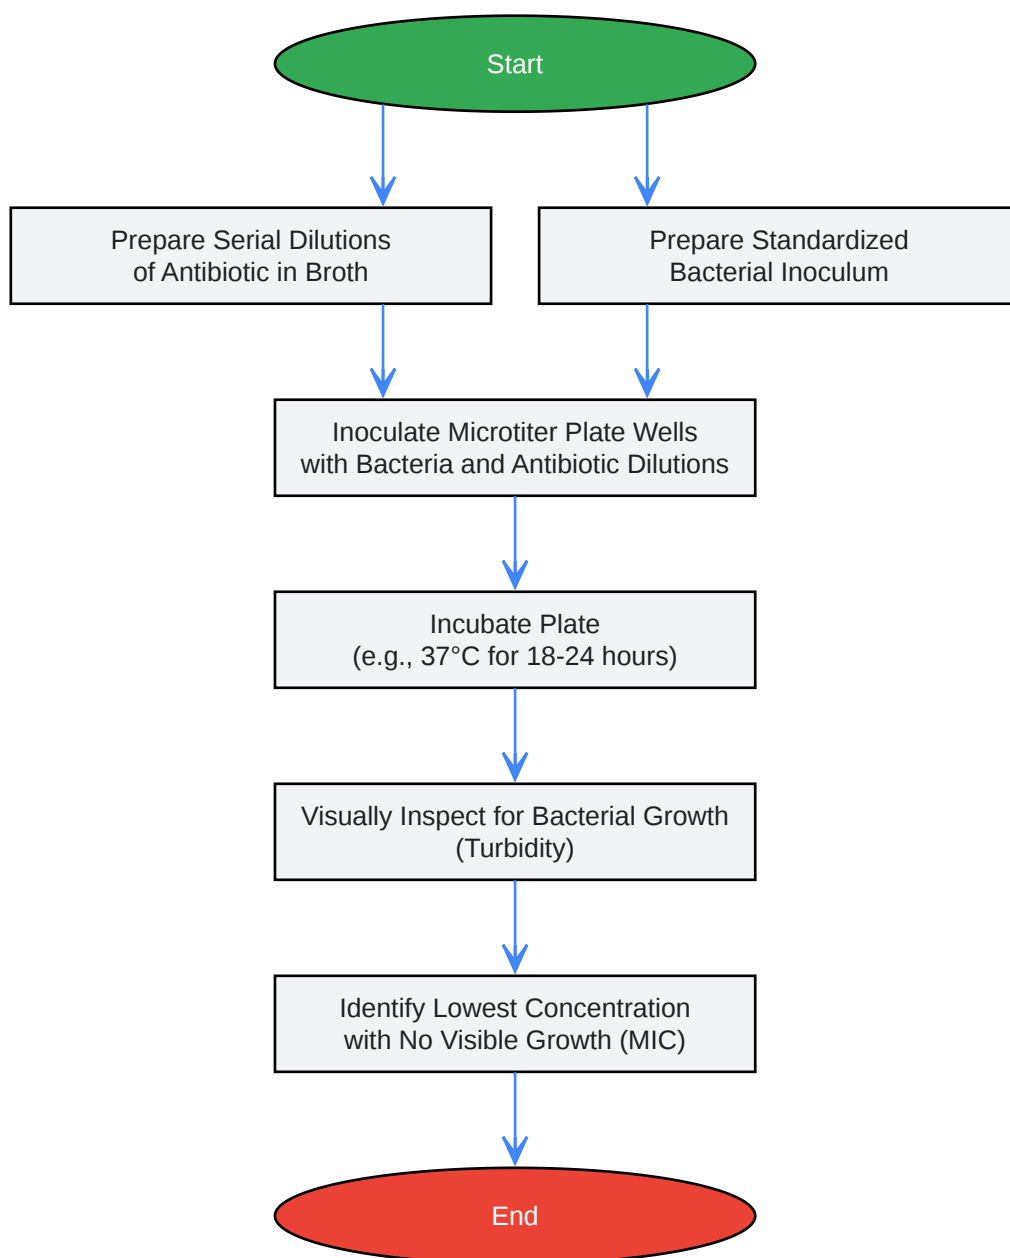 Start
Prepare Serial Dilutions
of Antibiotic in Broth
Prepare Standardized
Bacterial Inoculum
Inoculate Microtiter Plate Wells
with Bacteria and Antibiotic Dilutions
Incubate Plate
(e.g., 37°C for 18-24 hours)
Visually Inspect for Bacterial Growth
(Turbidity)
Identify Lowest Concentration
with No Visible Growth (MIC)
End